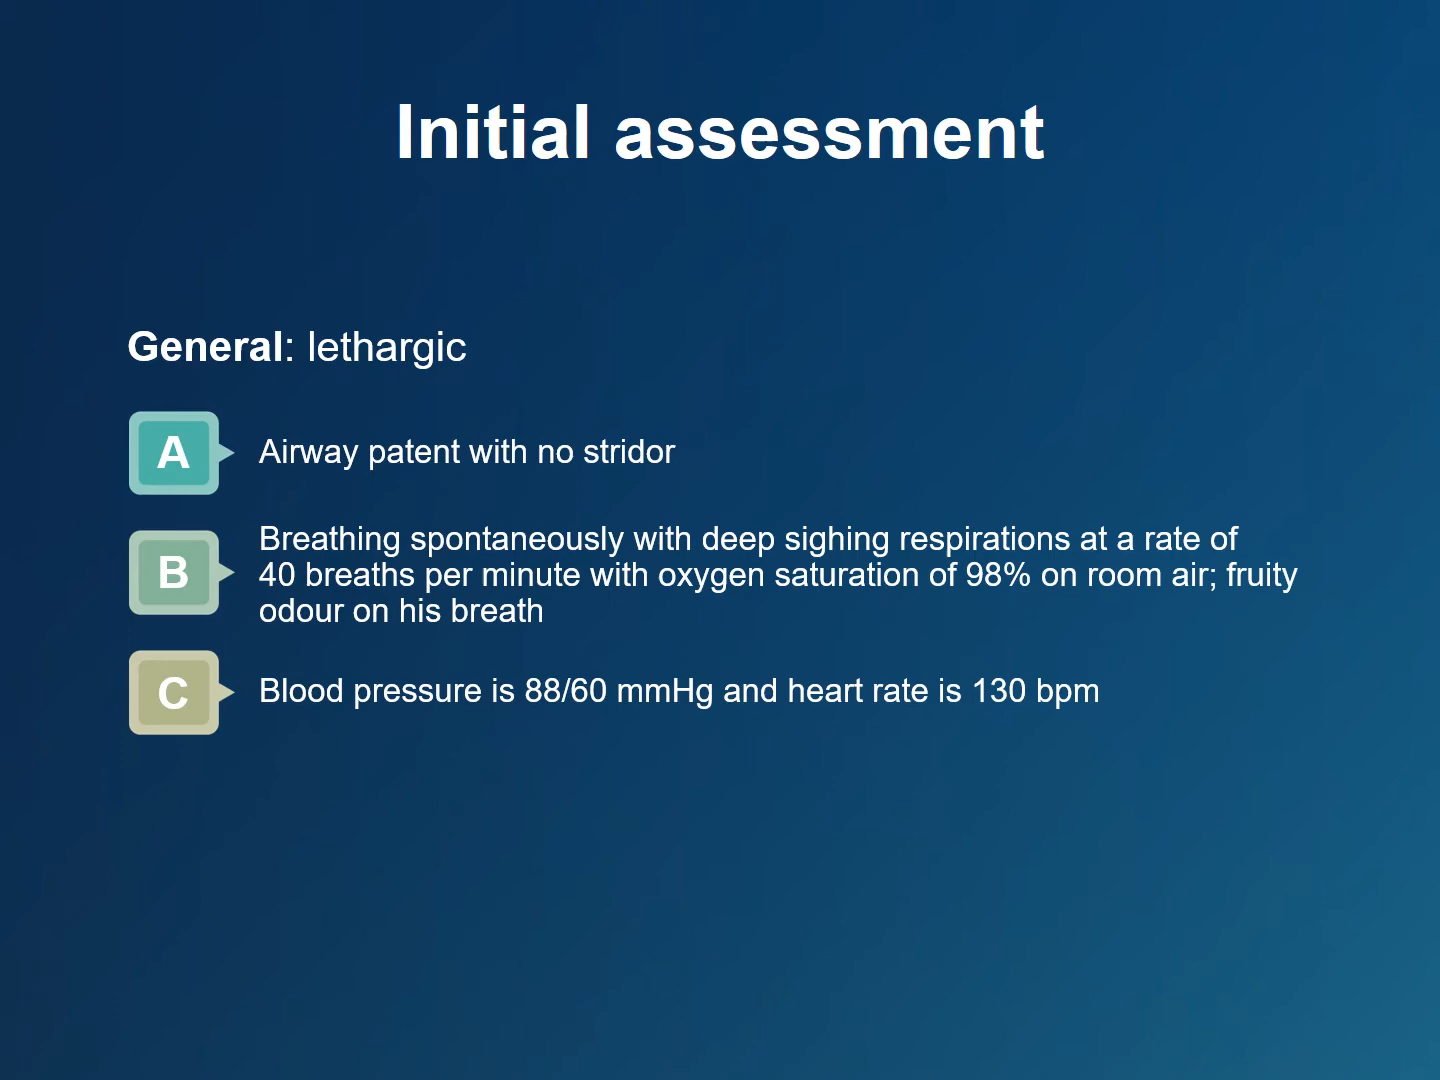 Initial assessment
General: lethargic
A
Airway patent with no stridor
B
Breathing spontaneously with deep sighing respirations at a rate of
40 breaths per minute with oxygen saturation of 98% on room air; fruity
odour on his breath
C
Blood pressure is 88/60 mmHg and heart rate is 130 bpm